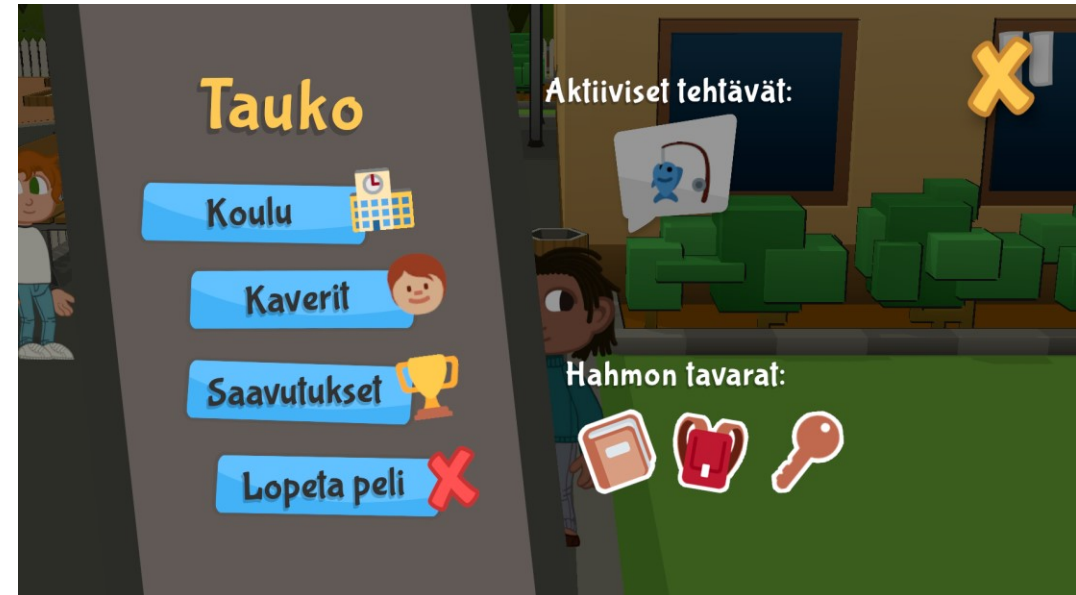 Tauko
Koulu
Kaverit
Saavutukset
Lopeta peli
Aktiiviset tehtävät:
Hahmon tavarat: